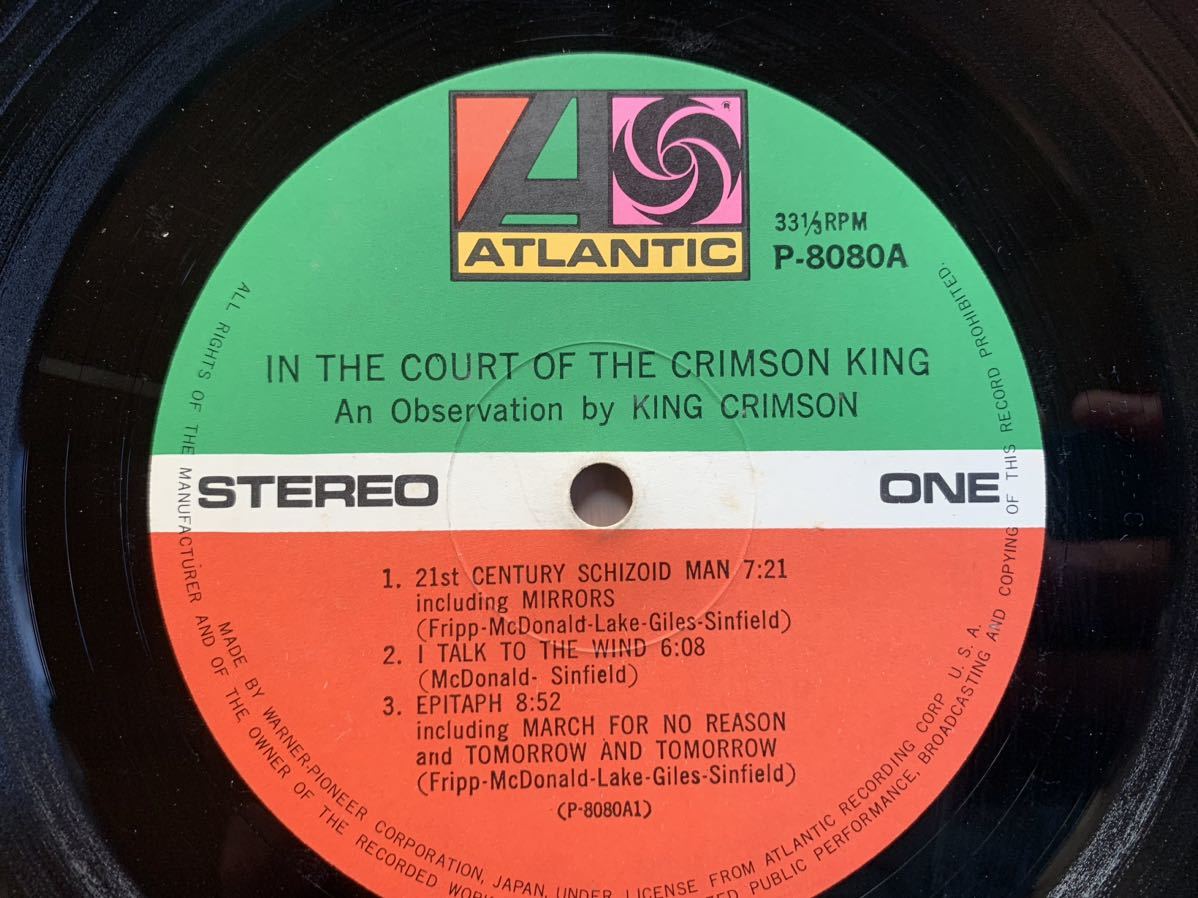 ATLANTIC
®
33⅓RPM
P-8080A
IN THE COURT OF THE CRIMSON KING
An Observation by KING CRIMSON
STEREO
ONE
1. 21st CENTURY SCHIZOID MAN 7:21
including MIRRORS
(Fripp-McDonald-Lake-Giles-Sinfield)
2. I TALK TO THE WIND 6:08
(McDonald- Sinfield)
3. EPITAPH 8:52
including MARCH FOR NO REASON
and TOMORROW AND TOMORROW
(Fripp-McDonald-Lake-Giles-Sinfield)
(P-8080A1)
MADE BY WARNER-PIONEER CORPORATION, JAPAN, UNDER LICENSE FROM ATLANTIC RECORDING CORP. U. S. A.
ALL RIGHTS OF THE MANUFACTURER AND OF THE OWNER OF THE RECORDED PUBLIC PERFORMANCE, BROADCASTING AND COPYING OF THIS RECORD PROHIBITED.